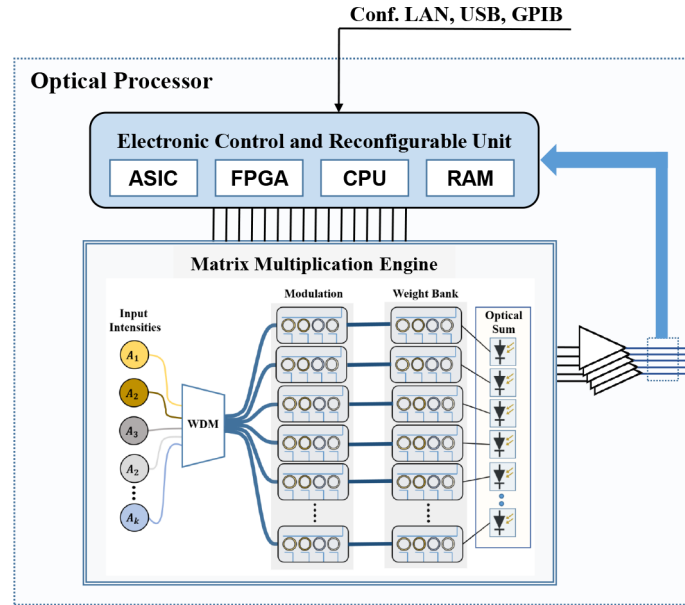 Conf. LAN, USB, GPIB
Optical Processor
Electronic Control and Reconfigurable Unit
ASIC FPGA CPU RAM
Matrix Multiplication Engine
Modulation Weight Bank
Input
Intensities
Optical
Sum
A1
A2
A3
A2
Ak
WDM